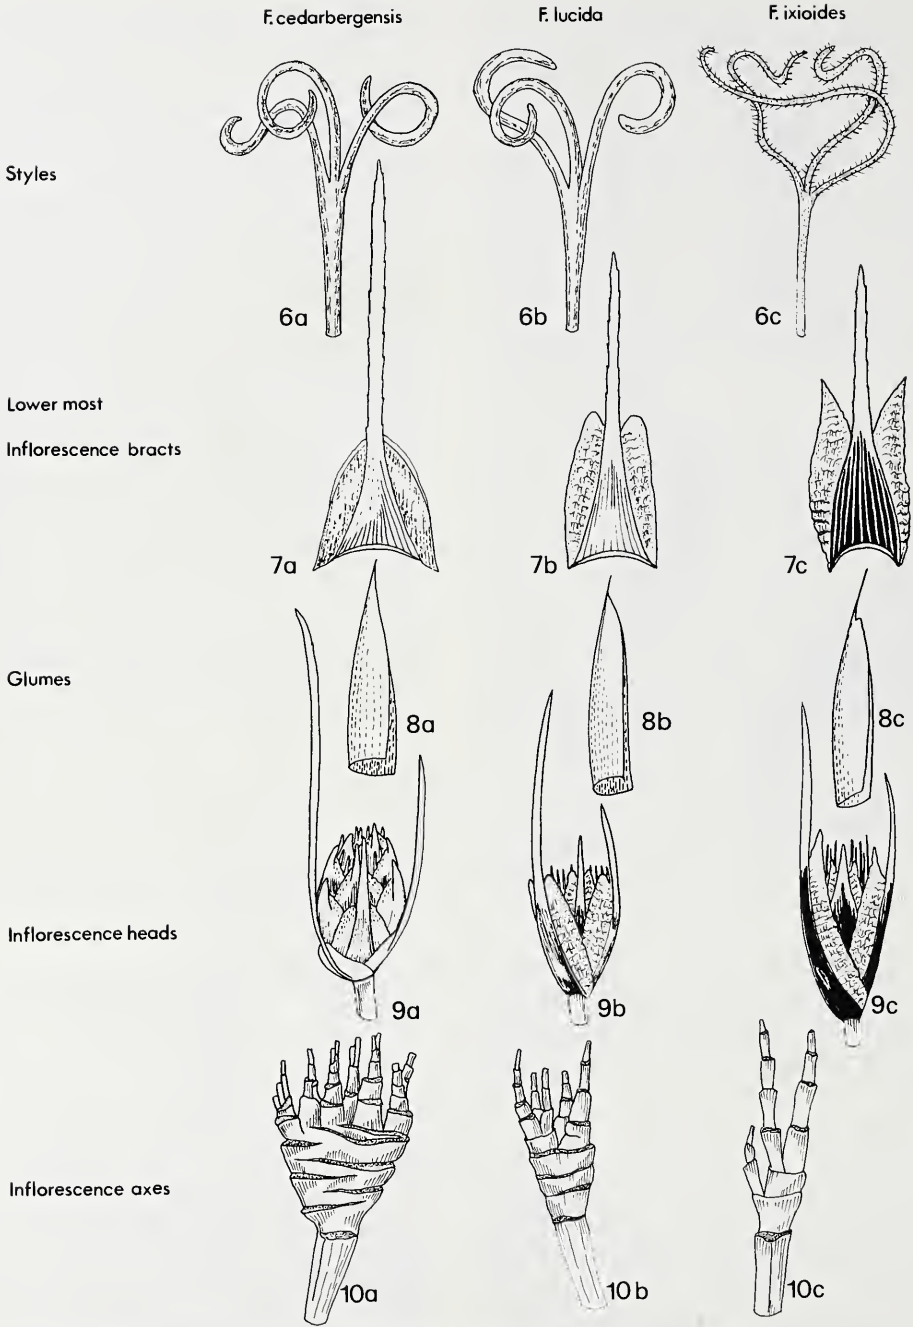 F. cedarbergensis F. lucida F. ixioides
Styles
6a 6b 6c
Lower most
Inflorescence bracts
7a 7b 7c
Glumes
8a 8b 8c
Inflorescence heads
9a 9b 9c
Inflorescence axes
10a 10b 10c